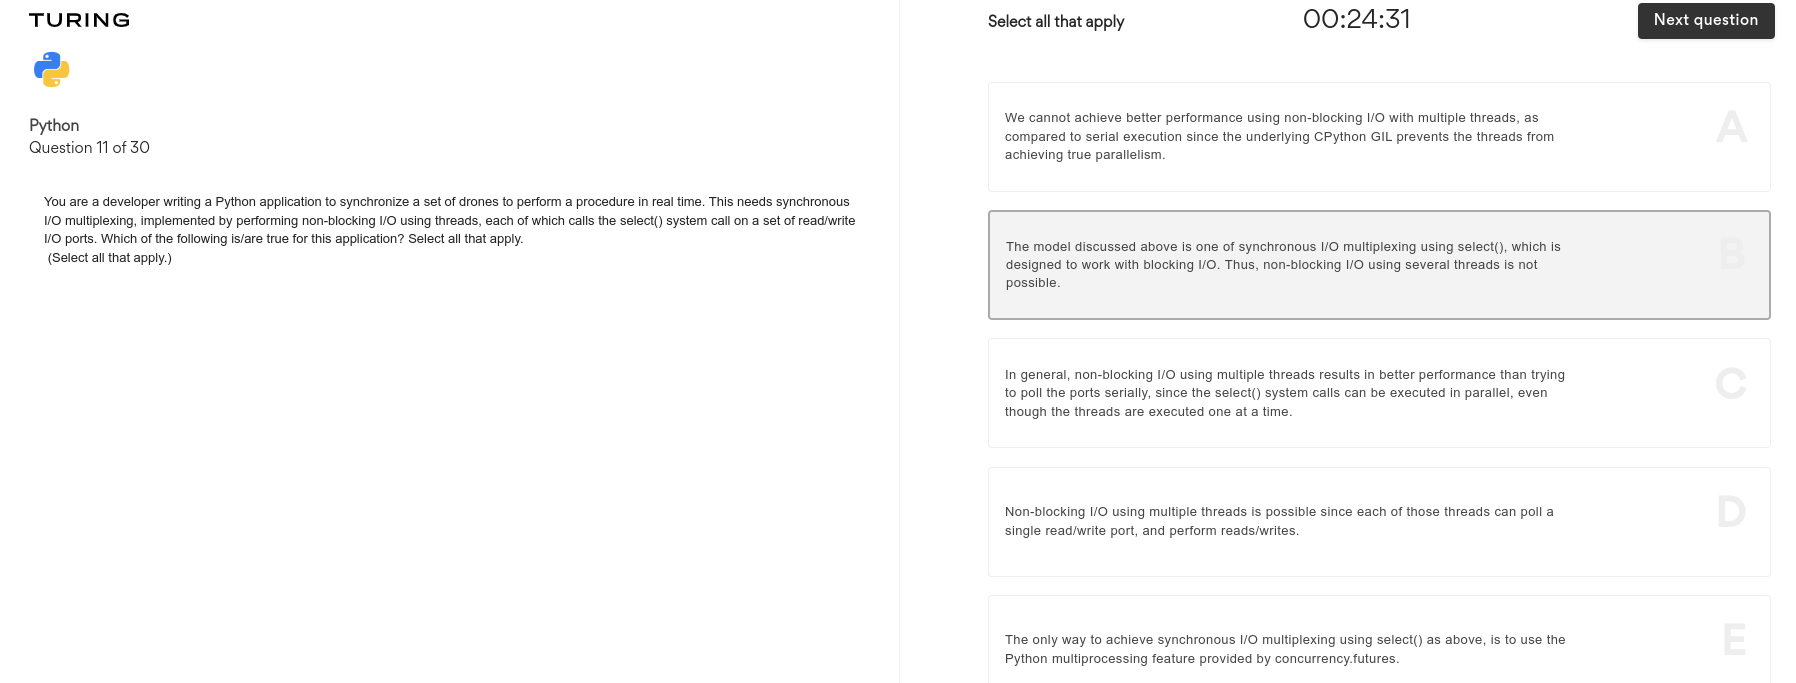 TURING
Python
Question 11 of 30
You are a developer writing a Python application to synchronize a set of drones to perform a procedure in real time. This needs synchronous
I/O multiplexing, implemented by performing non-blocking I/O using threads, each of which calls the select() system call on a set of read/write
I/O ports. Which of the following is/are true for this application? Select all that apply.
(Select all that apply.)
Select all that apply
00:24:31
Next question
We cannot achieve better performance using non-blocking I/O with multiple threads, as
compared to serial execution since the underlying CPython GIL prevents the threads from
achieving true parallelism.
A
The model discussed above is one of synchronous I/O multiplexing using select(), which is
designed to work with blocking I/O. Thus, non-blocking I/O using several threads is not
possible.
B
In general, non-blocking I/O using multiple threads results in better performance than trying
to poll the ports serially, since the select() system calls can be executed in parallel, even
though the threads are executed one at a time.
C
Non-blocking I/O using multiple threads is possible since each of those threads can poll a
single read/write port, and perform reads/writes.
D
The only way to achieve synchronous I/O multiplexing using select() as above, is to use the
Python multiprocessing feature provided by concurrency.futures.
E